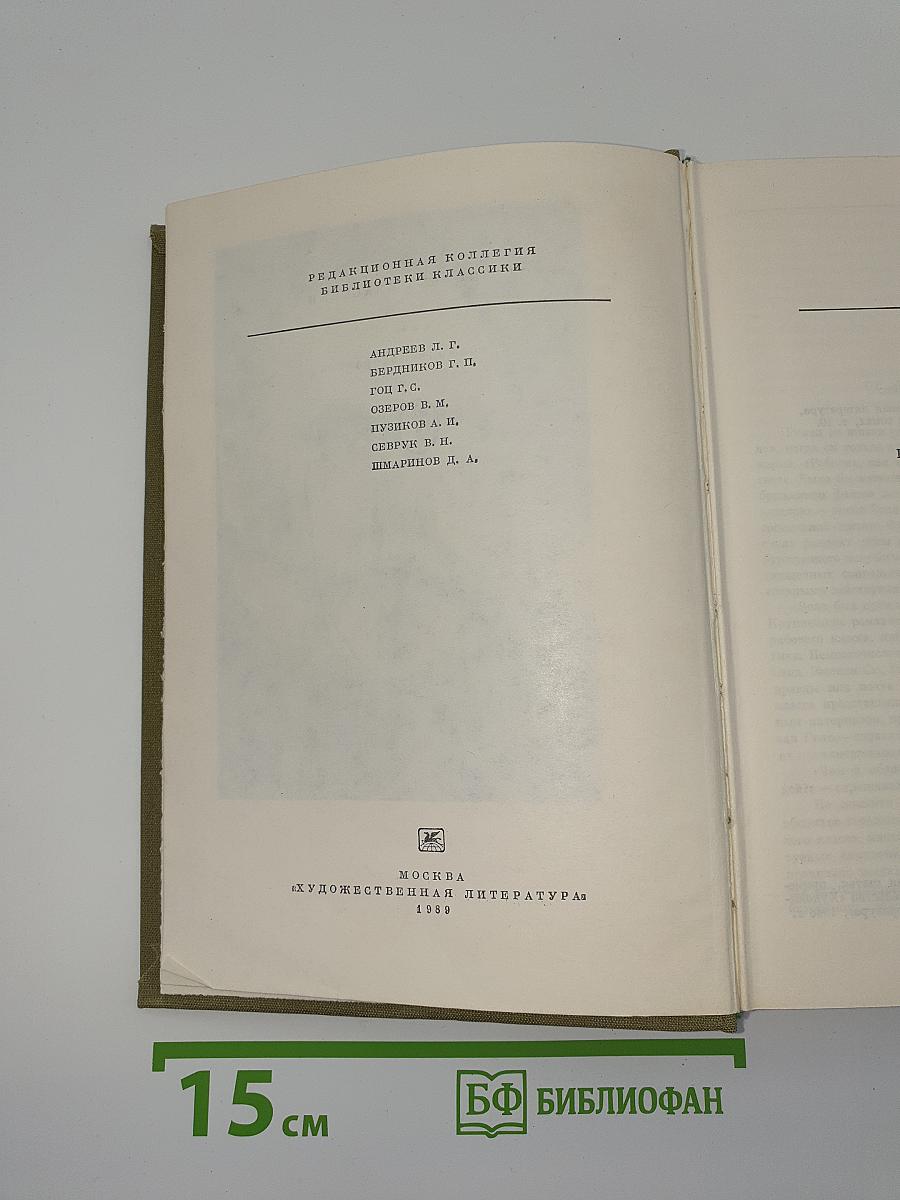 РЕДАКЦИОННАЯ КОЛЛЕГИЯ
БИБЛИОТЕКИ КЛАССИКИ
АНДРЕЕВ Л. Г.
БЕРДНИКОВ Г. П.
ГОЦ Г. С.
ОЗЕРОВ В. М.
ПУЗИКОВ А. И.
СЕВРУК В. Н.
ШМАРИНОВ Д. А.
МОСКВА
«ХУДОЖЕСТВЕННАЯ ЛИТЕРАТУРА»
1989
15 см
БФ БИБЛИОФАН